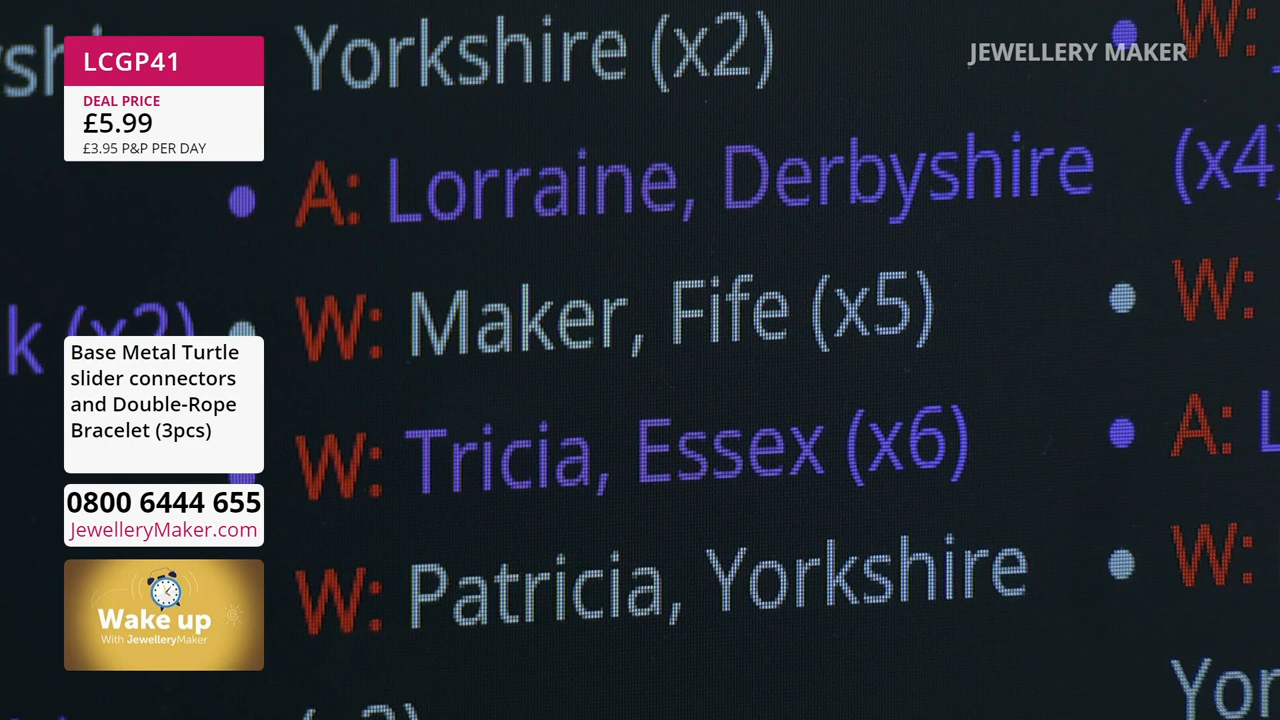 LCGP41
DEAL PRICE
£5.99
£3.95 P&P PER DAY
Base Metal Turtle
slider connectors
and Double-Rope
Bracelet (3pcs)
0800 6444 655
JewelleryMaker.com
Wake up
With JewelleryMaker
JEWELLERY MAKER
Yorkshire (x2)
A: Lorraine, Derbyshire
W: Maker, Fife (x5)
W: Tricia, Essex (x6)
W: Patricia, Yorkshire
k (x2)
W:
(x4
W:
A:
W: